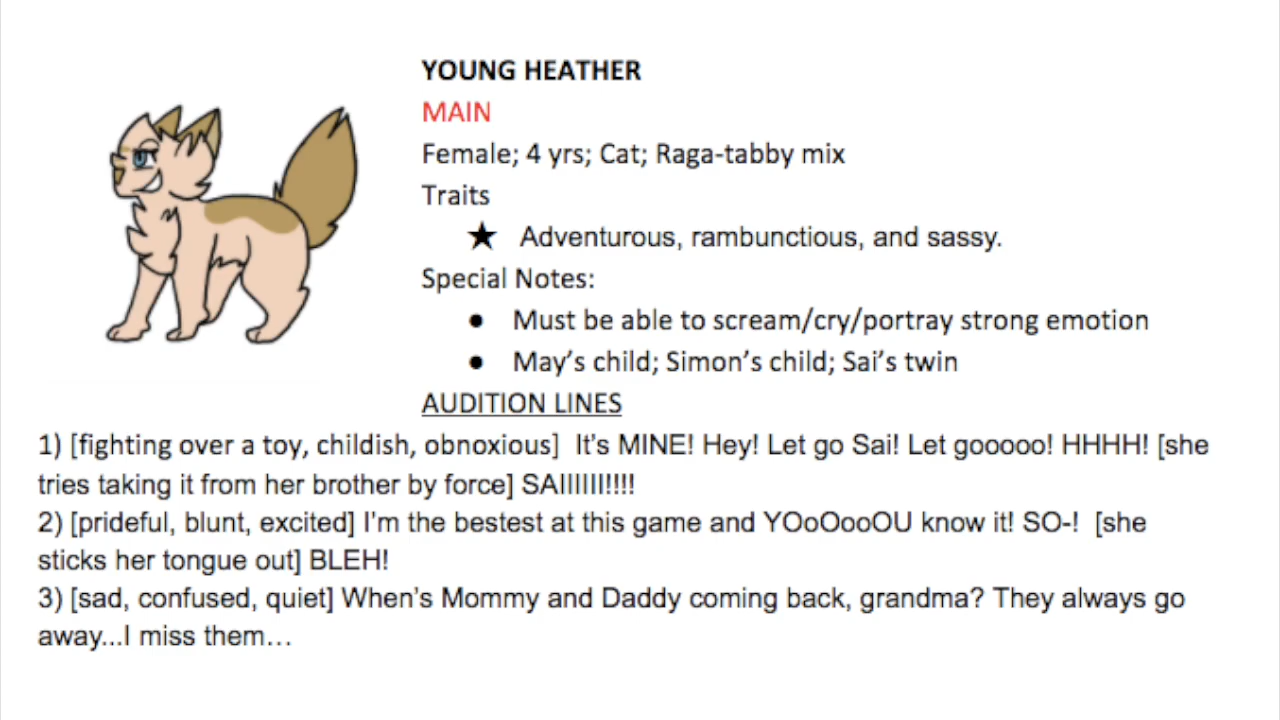 YOUNG HEATHER
MAIN
Female; 4 yrs; Cat; Raga-tabby mix
Traits
★ Adventurous, rambunctious, and sassy.
Special Notes:
● Must be able to scream/cry/portray strong emotion
● May's child; Simon's child; Sai's twin
AUDITION LINES
1) [fighting over a toy, childish, obnoxious] It's MINE! Hey! Let go Sai! Let gooooo! HHHH! [she
tries taking it from her brother by force] SAIIIIIII!!!!
2) [prideful, blunt, excited] I'm the bestest at this game and YOoOooOU know it! SO-! [she
sticks her tongue out] BLEH!
3) [sad, confused, quiet] When's Mommy and Daddy coming back, grandma? They always go
away...I miss them…